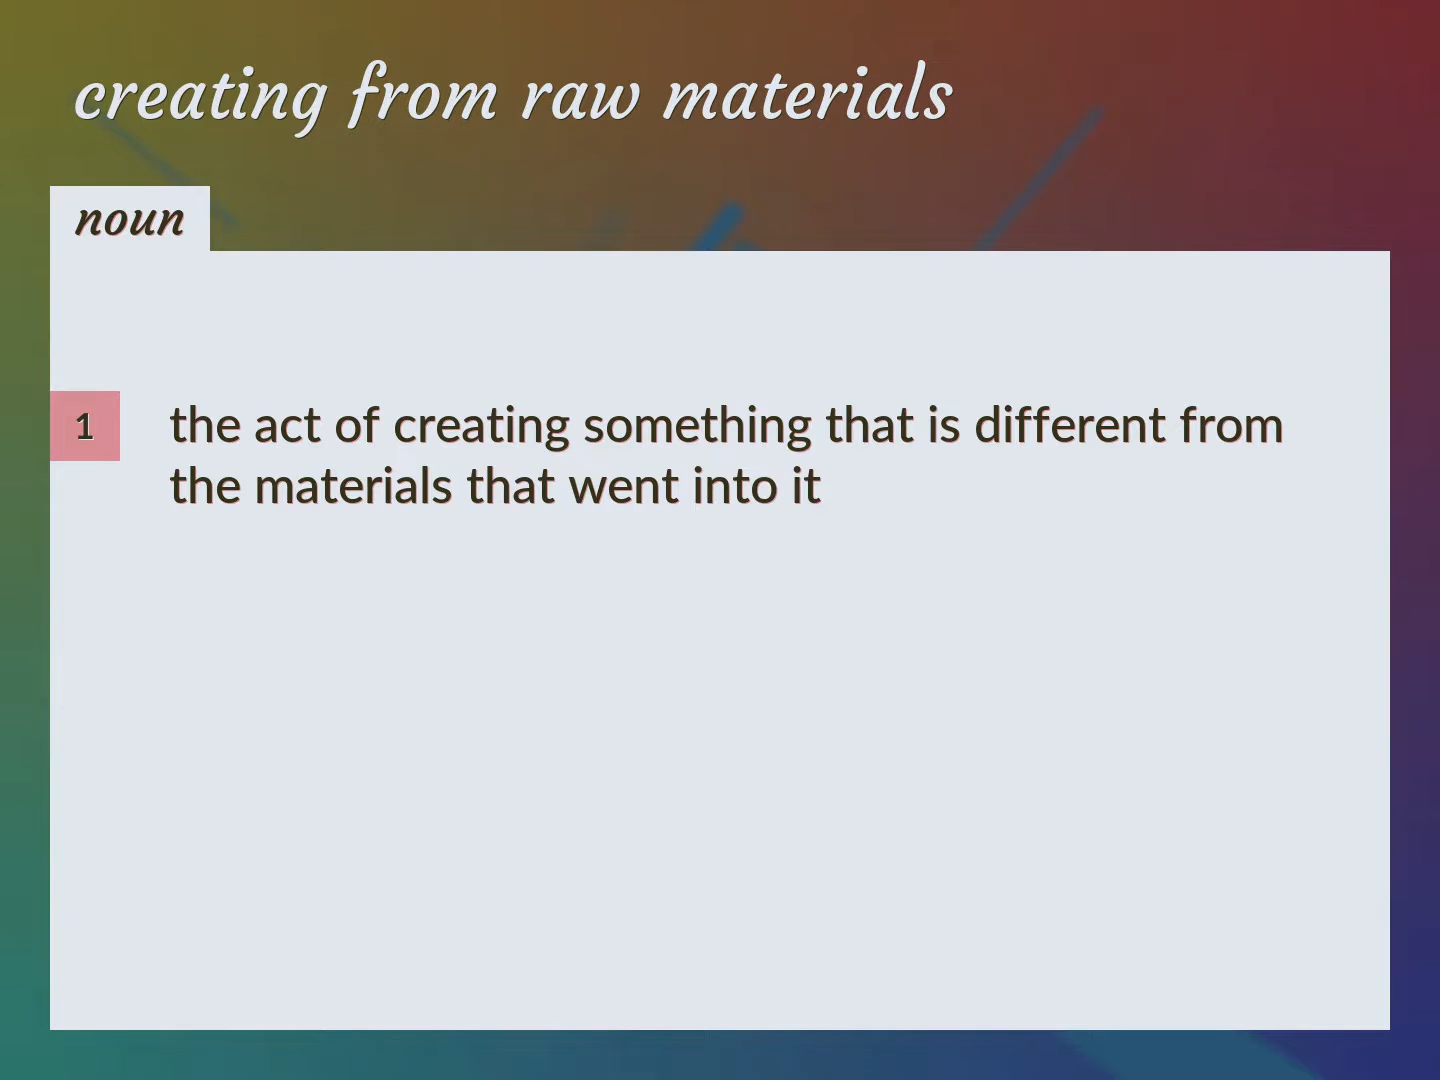 creating from raw materials
noun
1
the act of creating something that is different from
the materials that went into it